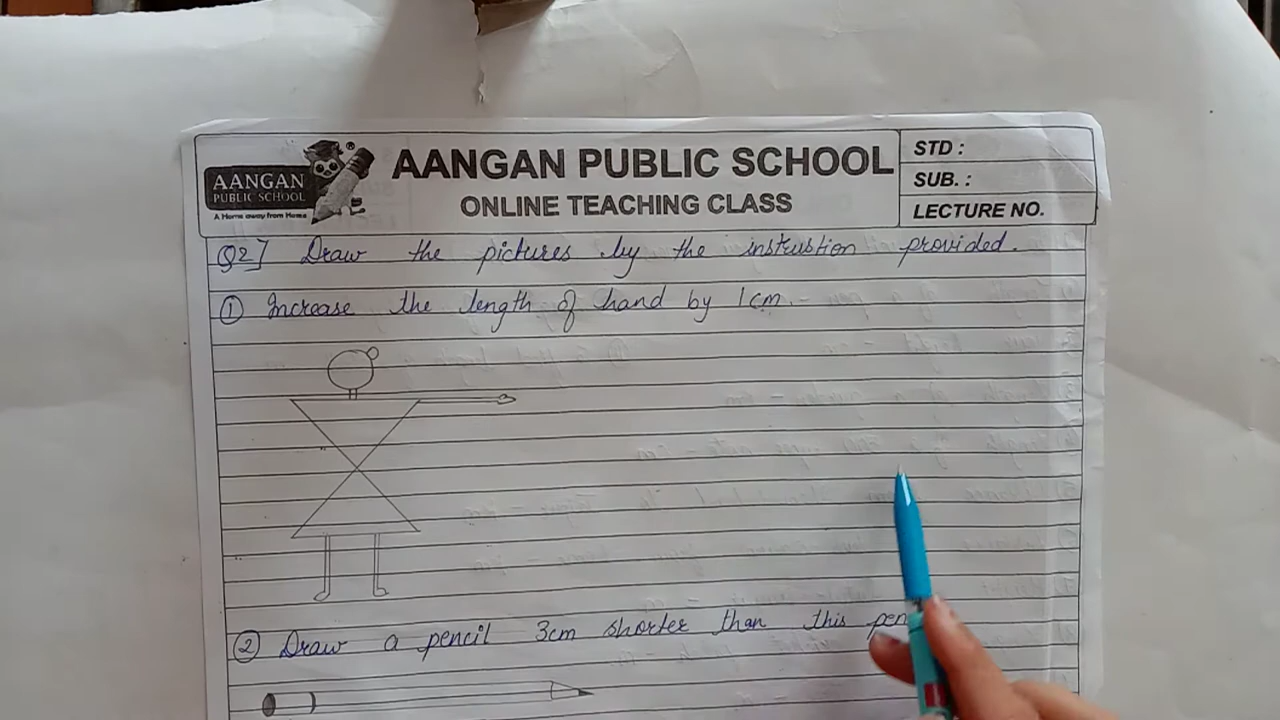 AANGAN
PUBLIC SCHOOL
A Home away from Home
AANGAN PUBLIC SCHOOL
ONLINE TEACHING CLASS
STD :
SUB. :
LECTURE NO.
Q2] Draw the pictures by the instrustion provided.
① Increase the length of hand by 1cm.
② Draw a pencil 3cm shorter than this pen